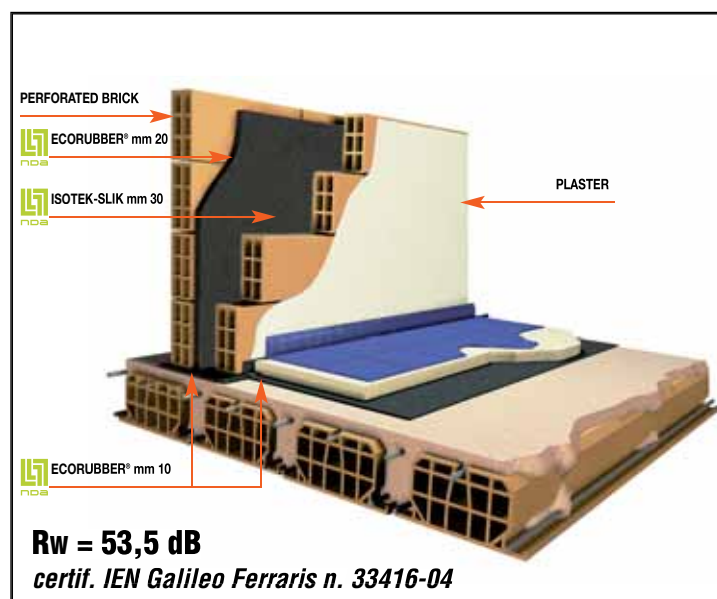 PERFORATED BRICK
nda
ECORUBBER® mm 20
nda
ISOTEK-SLIK mm 30
PLASTER
nda
ECORUBBER® mm 10
Rw = 53,5 dB
certif. IEN Galileo Ferraris n. 33416-04